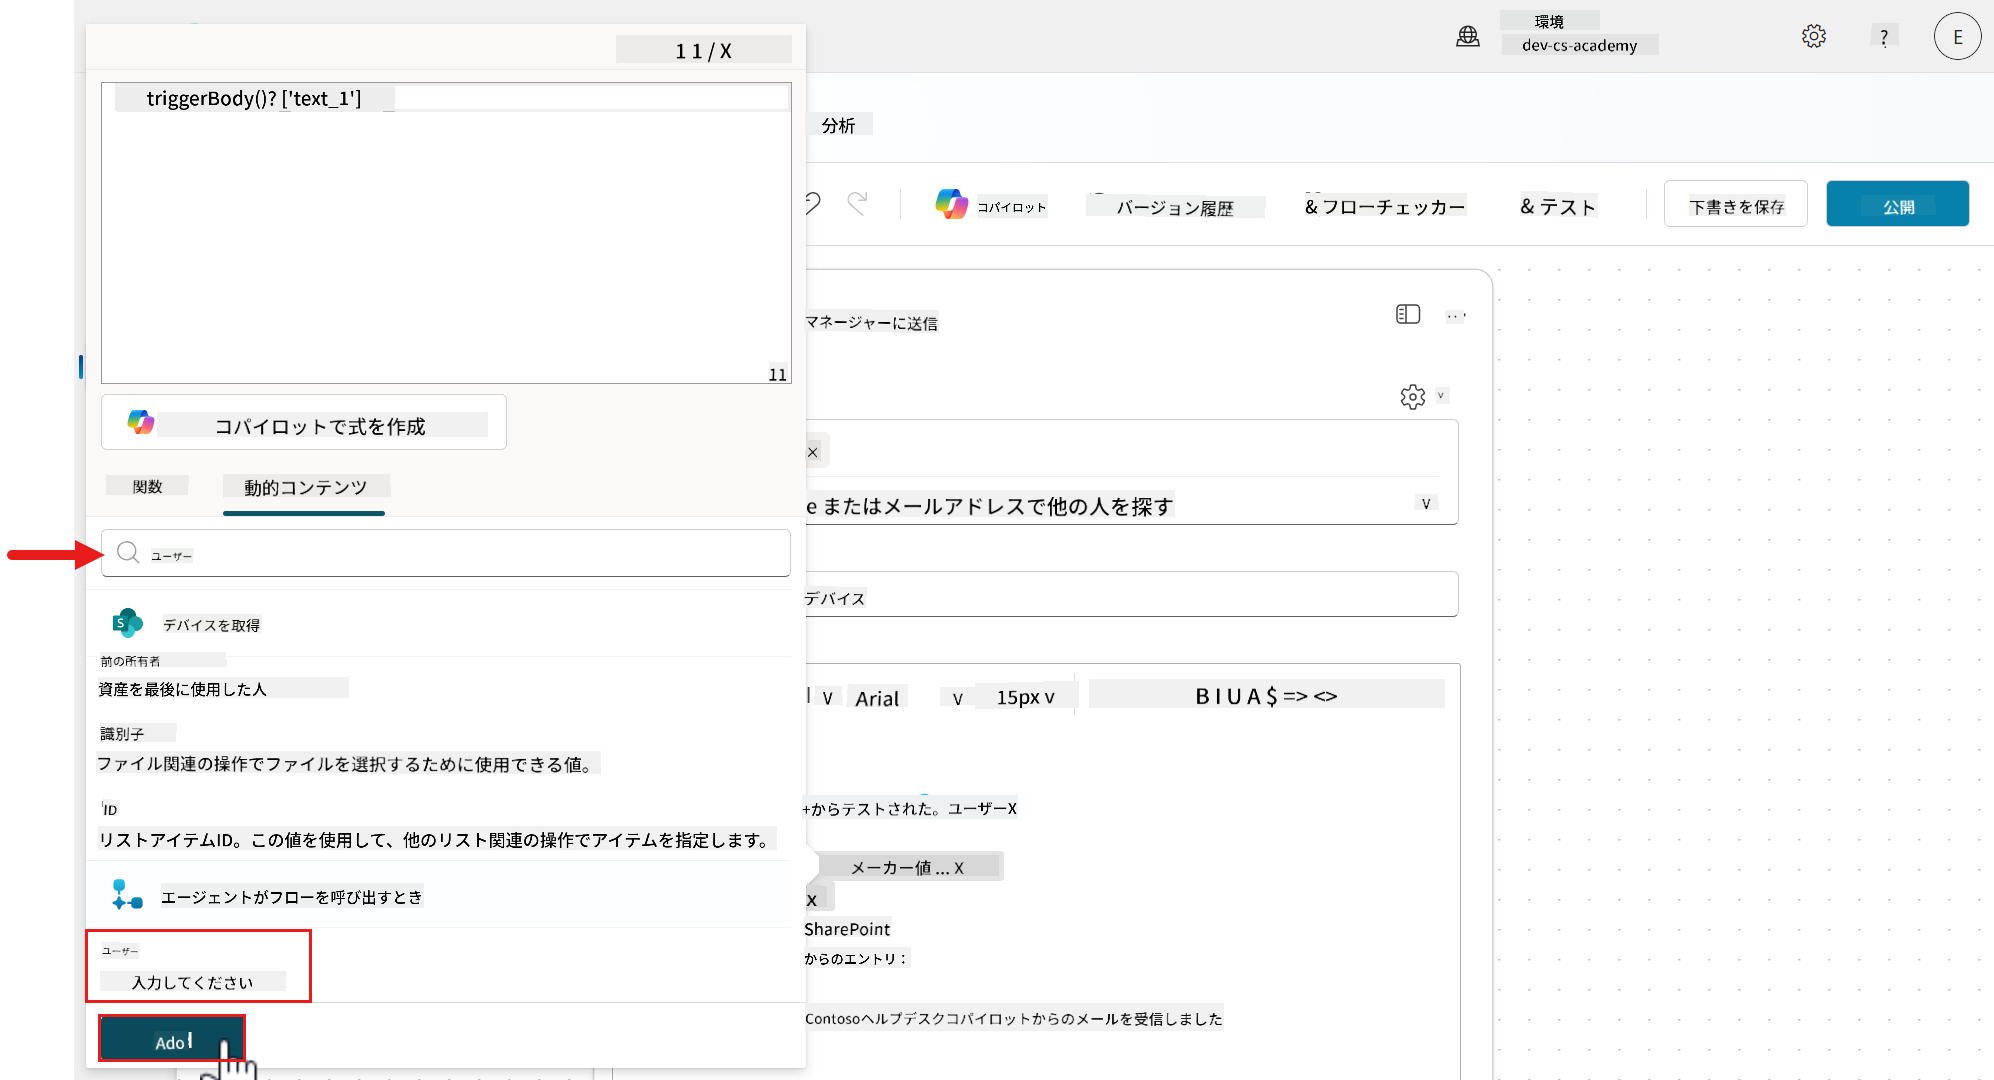 環境
dev-cs-academy
?
E
1 1 / X
triggerBody()? ['text_1']
11
分析
コパイロット
バージョン履歴
& フローチェッカー
& テスト
下書きを保存
公開
コパイロットで式を作成
関数
動的コンテンツ
ユーザー
デバイスを取得
前の所有者
資産を最後に使用した人
識別子
ファイル関連の操作でファイルを選択するために使用できる値。
'ID
リストアイテムID。この値を使用して、他のリスト関連の操作でアイテムを指定します。
エージェントがフローを呼び出すとき
ユーザー
入力してください
Ado
マネージャーに送信
v
x
e またはメールアドレスで他の人を探す
v
デバイス
v Arial v 15px v B I U A $ => <>
+からテストされた。ユーザーX
メーカー値 ... X
x
SharePoint
からのエントリ：
Contosoヘルプデスクコパイロットからのメールを受信しました